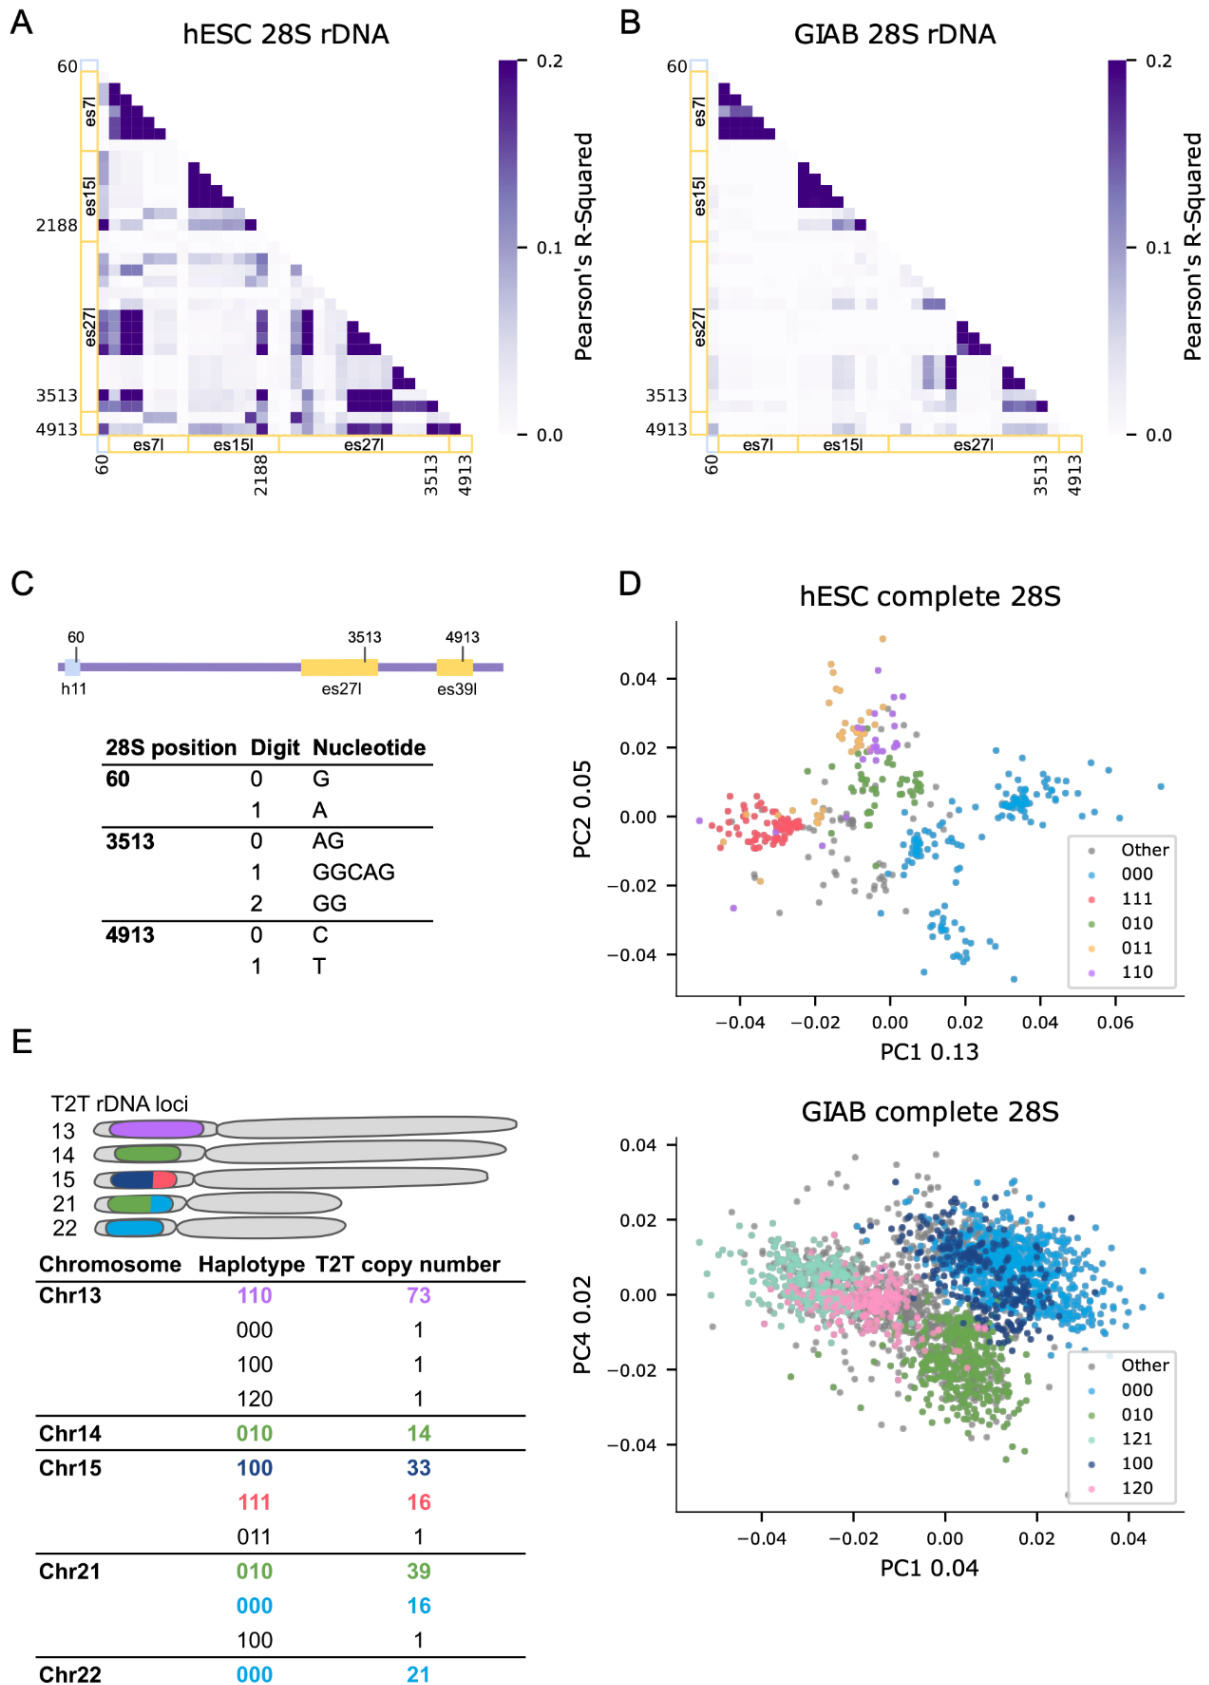 A
hESC 28S rDNA
60
es7l
es15l
2188
es27l
3513
4913
60
es7l
es15l
2188
es27l
3513
4913
0.2
0.1
0.0
Pearson's R-Squared
B
GIAB 28S rDNA
60
es7l
es15l
es27l
3513
4913
60
es7l
es15l
es27l
3513
4913
0.2
0.1
0.0
Pearson's R-Squared
C
60 3513 4913
h11 es27l es39l
28S position Digit Nucleotide
60 0 G
1 A
3513 0 AG
1 GGCAG
2 GG
4913 0 C
1 T
D
hESC complete 28S
0.04
0.02
0.00
−0.02
−0.04
PC2 0.05
−0.04 −0.02 0.00 0.02 0.04 0.06
PC1 0.13
Other
000
111
010
011
110
GIAB complete 28S
0.04
0.02
0.00
−0.02
−0.04
PC4 0.02
−0.04 −0.02 0.00 0.02 0.04
PC1 0.04
Other
000
010
121
100
120
E
T2T rDNA loci
13
14
15
21
22
Chromosome Haplotype T2T copy number
Chr13 110 73
000 1
100 1
120 1
Chr14 010 14
Chr15 100 33
111 16
011 1
Chr21 010 39
000 16
100 1
Chr22 000 21